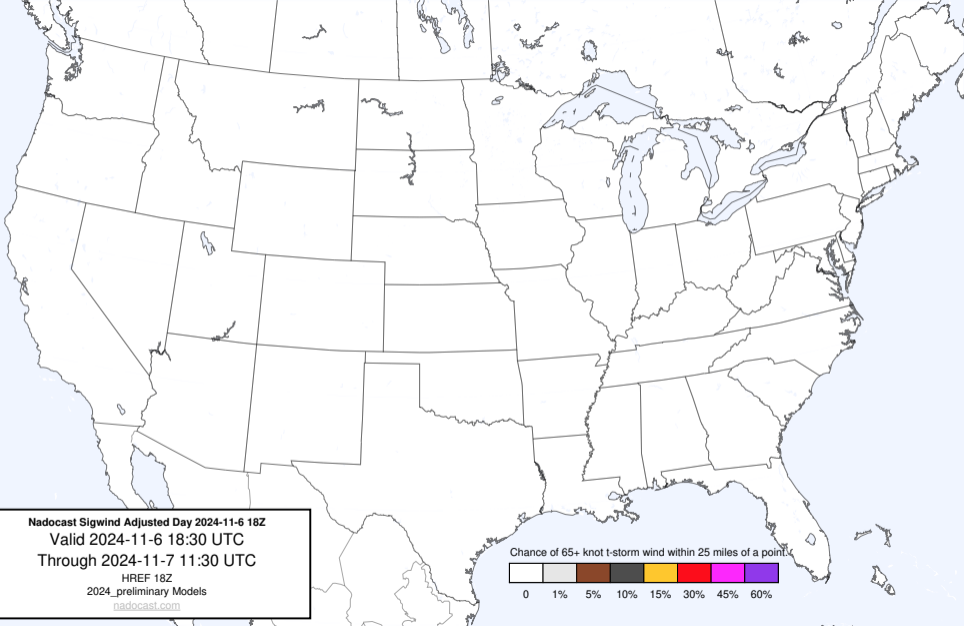 Nadocast Sigwind Adjusted Day 2024-11-6 18Z
Valid 2024-11-6 18:30 UTC
Through 2024-11-7 11:30 UTC
HREF 18Z
2024_preliminary Models
nadocast.com
Chance of 65+ knot t-storm wind within 25 miles of a point.
0 1% 5% 10% 15% 30% 45% 60%